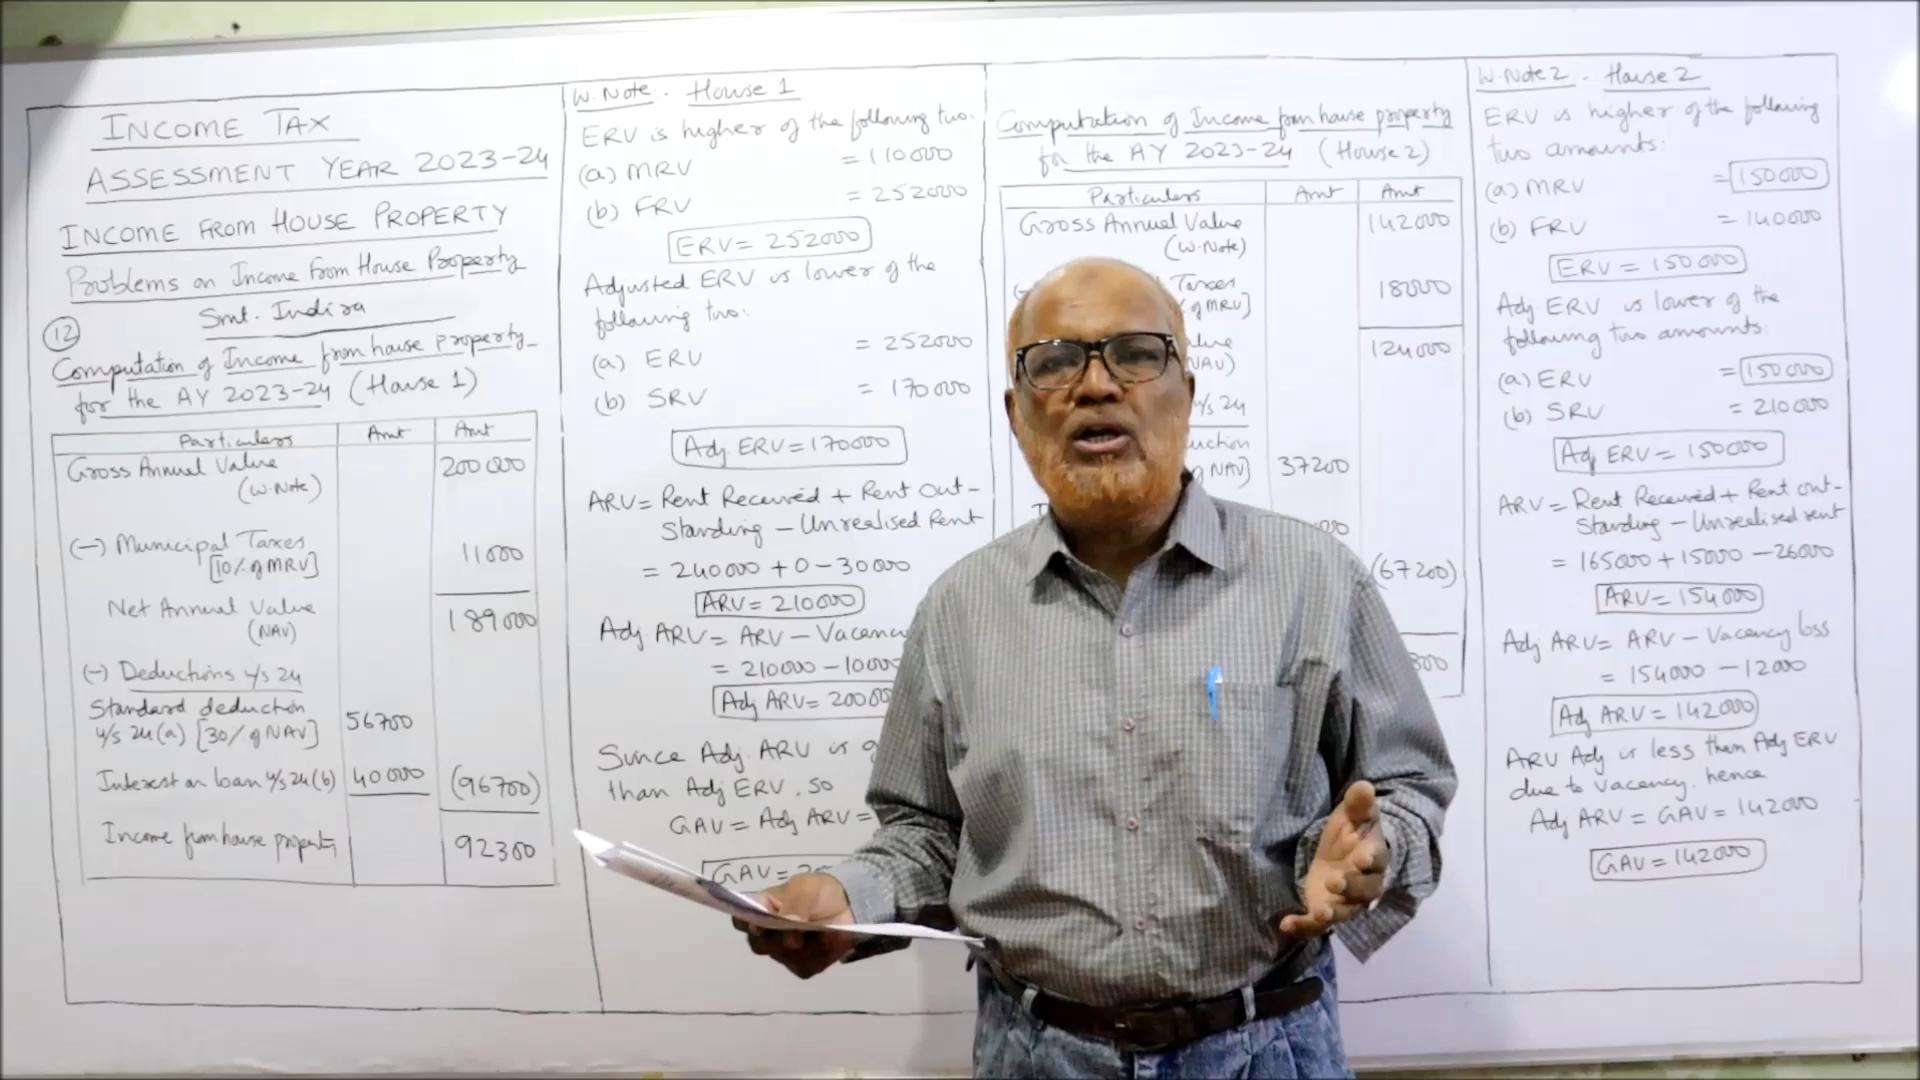 INCOME TAX
ASSESSMENT YEAR 2023-24
INCOME FROM HOUSE PROPERTY
Problems on Income from House Property
Smt. Indira
12
Computation of Income from house property
for the AY 2023-24 (House 1)
Particulars Amt Amt
Gross Annual Value 200000
(W.Note)
(-) Municipal Taxes 11000
[10% of MRV]
Net Annual Value 189000
(NAV)
(-) Deductions u/s 24
Standard deduction 56700
u/s 24(a) [30% of NAV]
Interest on loan u/s 24(b) 40000 (96700)
Income from house property 92300
W.Note. House 1
ERV is higher of the following two.
(a) MRV = 110000
(b) FRV = 252000
ERV = 252000
Adjusted ERV is lower of the
following two:
(a) ERV = 252000
(b) SRV = 170000
Adj. ERV = 170000
ARV = Rent Received + Rent out-
standing - Unrealised Rent
= 240000 + 0 - 30000
ARV = 210000
Adj. ARV = ARV -
= 210000 -
Adj ARV =
Since Adj. ARV is
than Adj ERV, so
GAV = Adj ARV =
GAV =
Computation of Income from house property
for the AY 2023-24 (House 2)
Particulars Amt Amt
Gross Annual Value 142000
(W.Note)
Taxes 18000
MRV]
124000
NAV)
u/s 24
NAV] 37200
(67200)
W.Note 2. House 2
ERV is higher of the following
two amounts:
(a) MRV = 150000
(b) FRV = 140000
ERV = 150000
Adj ERV is lower of the
following two amounts:
(a) ERV = 150000
(b) SRV = 210000
Adj ERV = 150000
ARV = Rent Received + Rent out-
standing - Unrealised rent
= 165000 + 15000 - 26000
ARV = 154000
Adj ARV = ARV - Vacancy loss
= 154000 - 12000
Adj ARV = 142000
ARV Adj is less than Adj ERV
due to vacancy. hence
Adj ARV = GAV = 142000
GAV = 142000